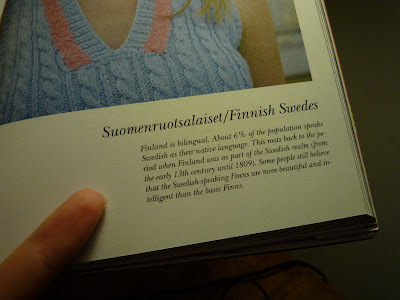 Suomenruotsalaiset/Finnish Swedes
Finland is bilingual. About 6% of the population speaks
Swedish as their native language. This roots back to the pe-
riod when Finland was as part of the Swedish realm (from
the early 13th century until 1809). Some people still believe
that the Swedish-speaking Finns are more beautiful and in-
telligent than the basic Finns.